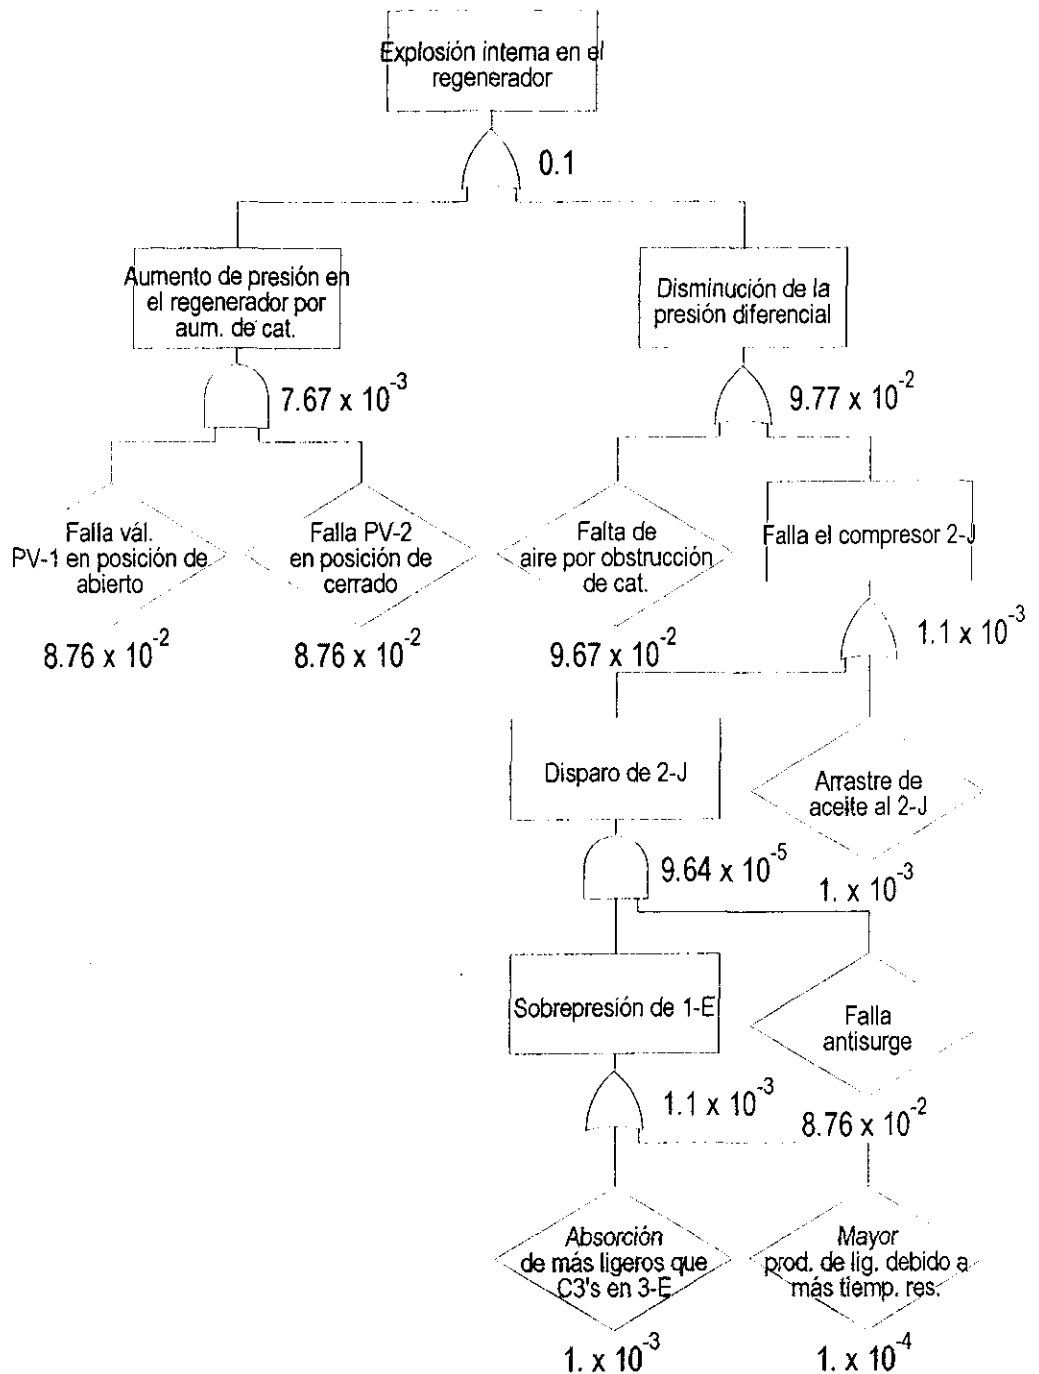 Explosión interna en el
regenerador
0.1
Aumento de presión en
el regenerador por
aum. de cat.
7.67 x 10⁻³
Disminución de la
presión diferencial
9.77 x 10⁻²
Falla vál.
PV-1 en posición de
abierto
8.76 x 10⁻²
Falla PV-2
en posición de
cerrado
8.76 x 10⁻²
Falta de
aire por obstrucción
de cat.
9.67 x 10⁻²
Falla el compresor 2-J
1.1 x 10⁻³
Disparo de 2-J
9.64 x 10⁻⁵
Arrastre de
aceite al 2-J
1. x 10⁻³
Sobrepresión de 1-E
1.1 x 10⁻³
Falla
antisurge
8.76 x 10⁻²
Absorción
de más ligeros que
C3's en 3-E
1. x 10⁻³
Mayor
prod. de lig. debido a
más tiemp. res.
1. x 10⁻⁴